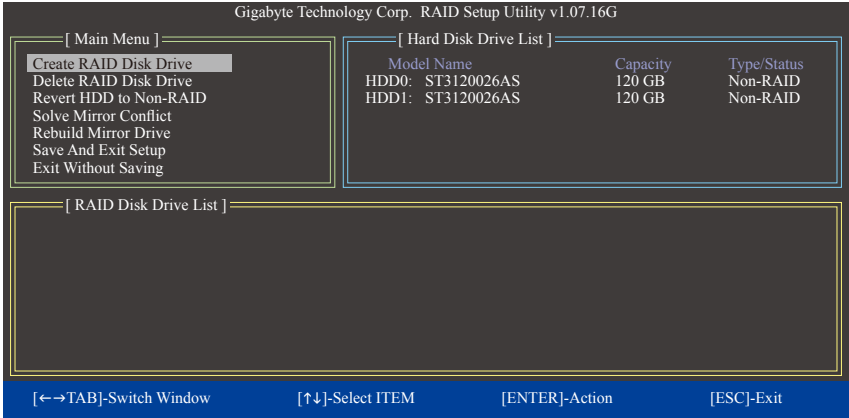 Gigabyte Technology Corp. RAID Setup Utility v1.07.16G
[ Main Menu ]
Create RAID Disk Drive
Delete RAID Disk Drive
Revert HDD to Non-RAID
Solve Mirror Conflict
Rebuild Mirror Drive
Save And Exit Setup
Exit Without Saving
[ Hard Disk Drive List ]
Model Name Capacity Type/Status
HDD0: ST3120026AS 120 GB Non-RAID
HDD1: ST3120026AS 120 GB Non-RAID
[ RAID Disk Drive List ]
[←→TAB]-Switch Window [↑↓]-Select ITEM [ENTER]-Action [ESC]-Exit